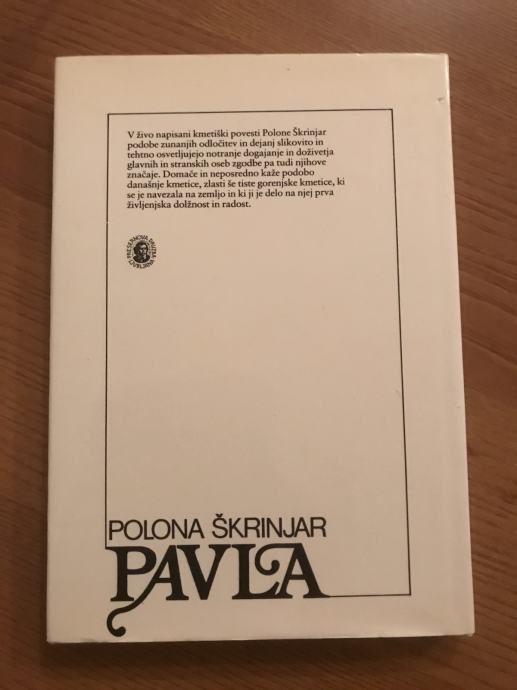 V živo napisani kmetiški povesti Polone Škrinjar
podobe zunanjih odločitev in dejanj slikovito in
tehtno osvetljujejo notranje dogajanje in doživetja
glavnih in stranskih oseb zgodbe pa tudi njihove
značaje. Domače in neposredno kaže podobo
današnje kmetice, zlasti še tiste gorenjske kmetice, ki
se je navezala na zemljo in ki ji je delo na njej prva
življenjska dolžnost in radost.
PREŠERNOVA DRUŽBA
LJUBLJANA
POLONA ŠKRINJAR
PAVLA